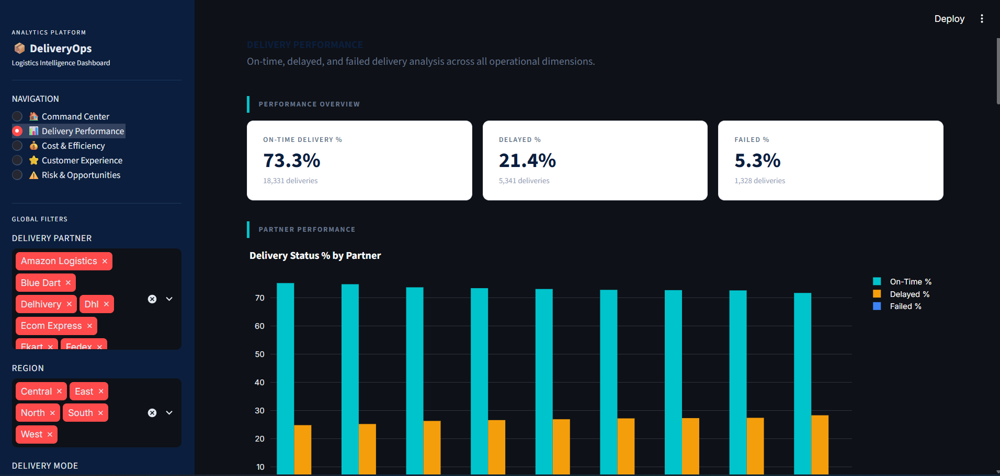 Deploy
ANALYTICS PLATFORM
DeliveryOps
Logistics Intelligence Dashboard
NAVIGATION
Command Center
Delivery Performance
Cost & Efficiency
Customer Experience
Risk & Opportunities
GLOBAL FILTERS
DELIVERY PARTNER
Amazon Logistics ×
Blue Dart ×
Delhivery × Dhl ×
Ecom Express ×
Ekart × Fedex ×
REGION
Central × East ×
North × South ×
West ×
DELIVERY MODE
DELIVERY PERFORMANCE
On-time, delayed, and failed delivery analysis across all operational dimensions.
PERFORMANCE OVERVIEW
ON-TIME DELIVERY %
73.3%
18,331 deliveries
DELAYED %
21.4%
5,341 deliveries
FAILED %
5.3%
1,328 deliveries
PARTNER PERFORMANCE
Delivery Status % by Partner
70
60
50
40
30
20
10
On-Time %
Delayed %
Failed %